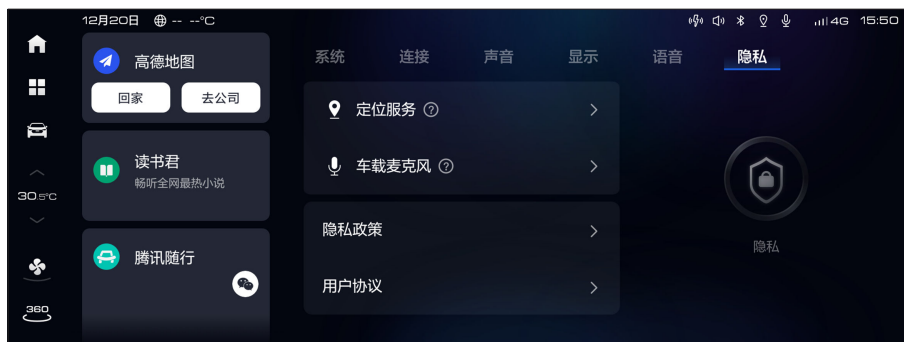 12月20日 -- --°C
4G 15:50
高德地图
回家 去公司
读书君
畅听全网最热小说
腾讯随行
30.5°C
360
系统 连接 声音 显示 语音 隐私
定位服务 ?
车载麦克风 ?
隐私政策
用户协议
隐私